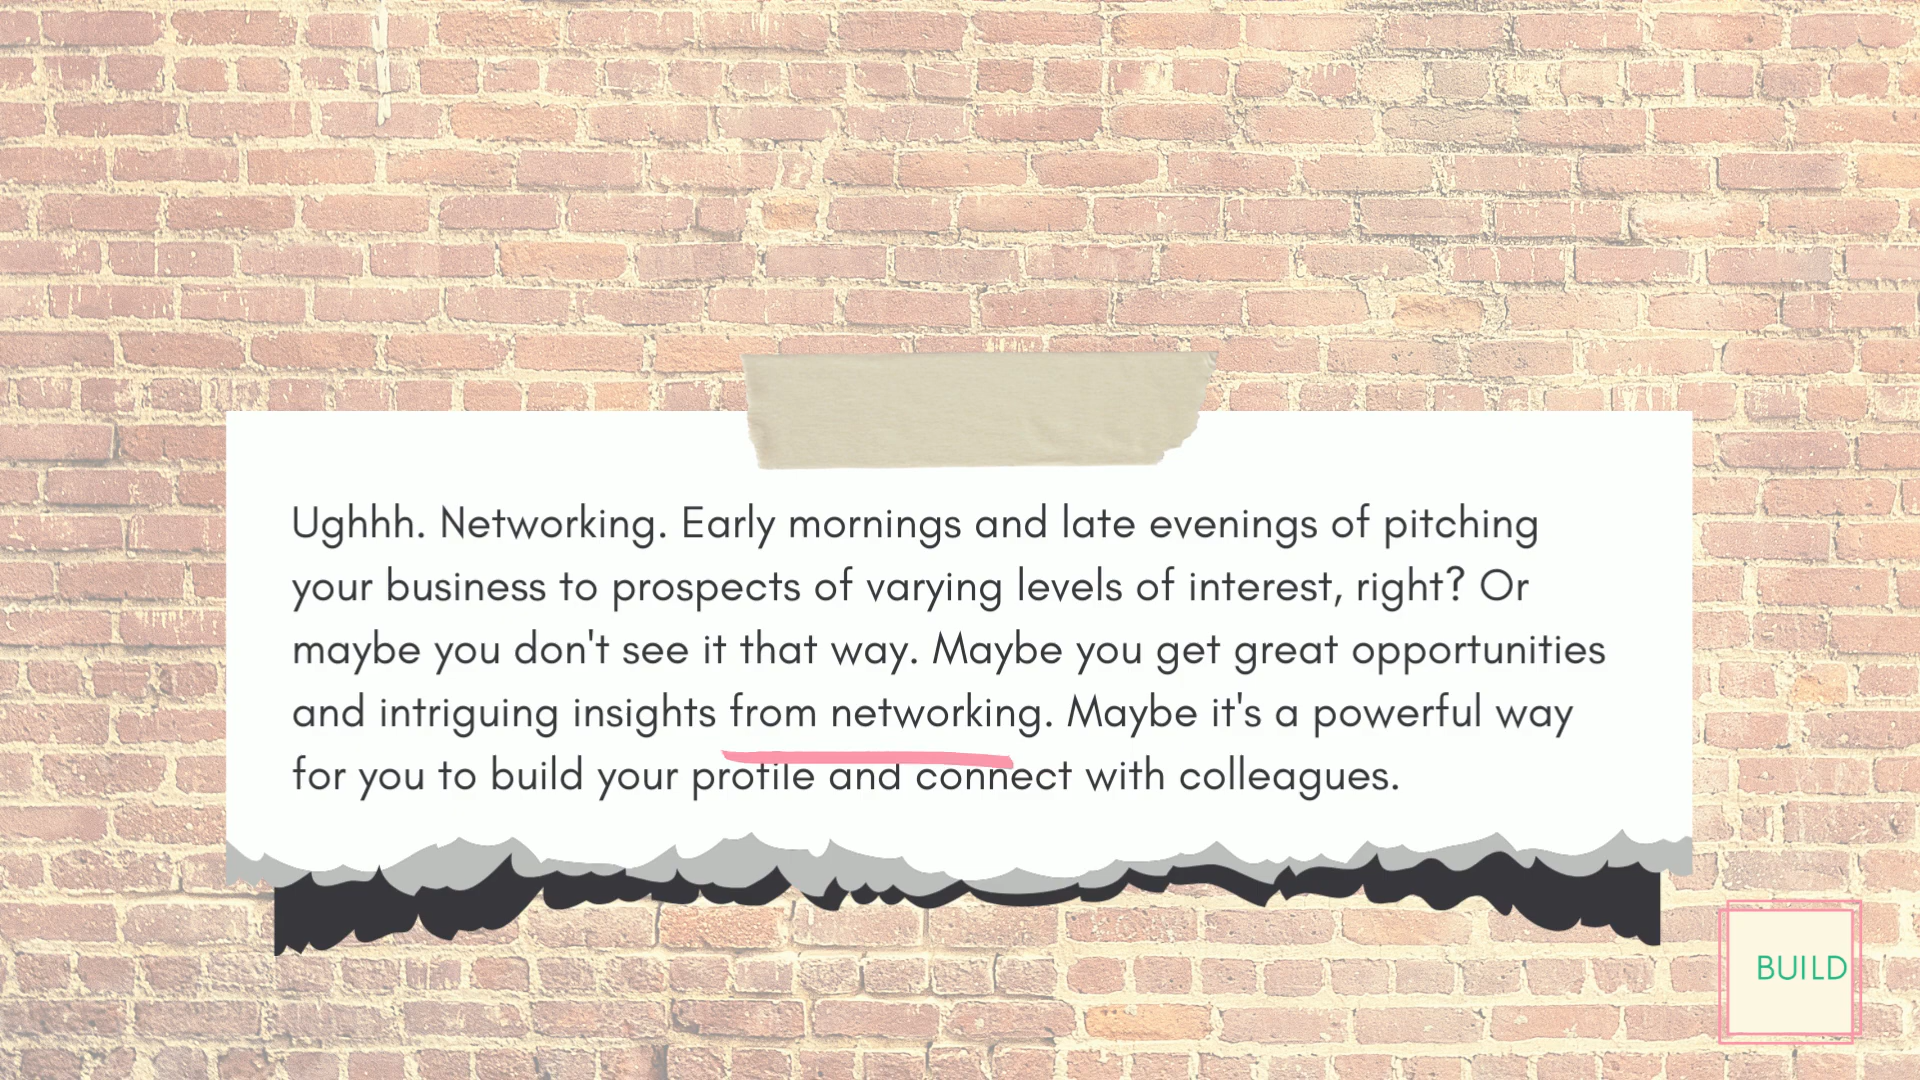 Ughhh. Networking. Early mornings and late evenings of pitching
your business to prospects of varying levels of interest, right? Or
maybe you don't see it that way. Maybe you get great opportunities
and intriguing insights from networking. Maybe it's a powerful way
for you to build your profile and connect with colleagues.
BUILD